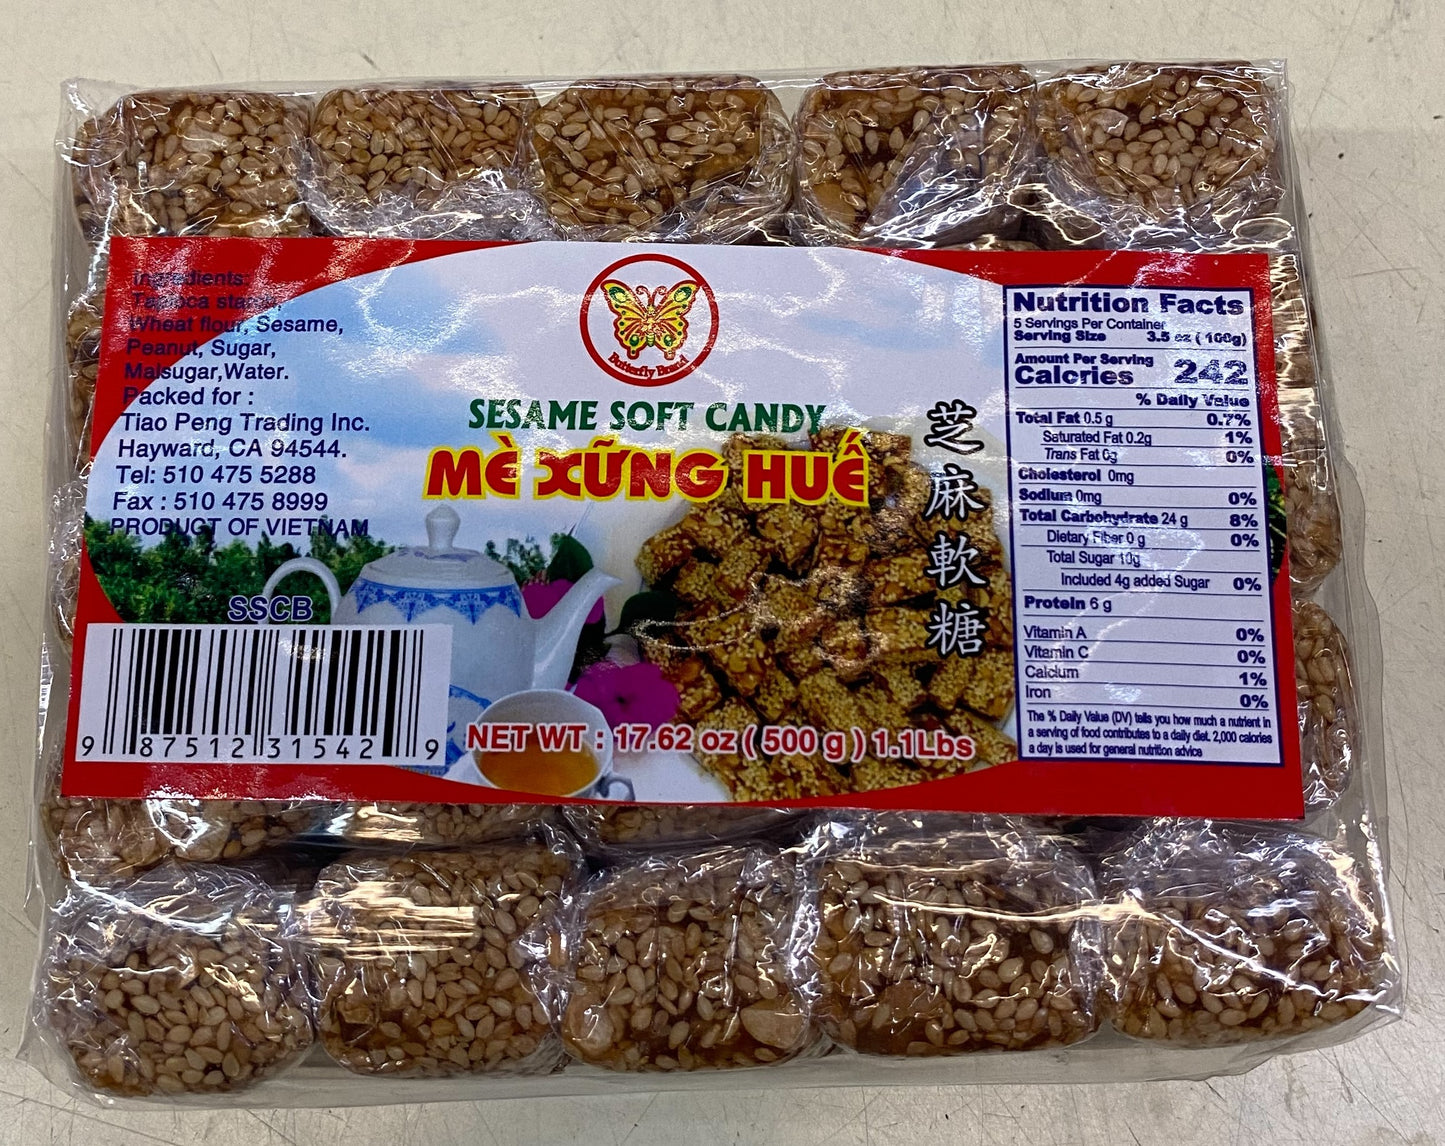 Ingredients:
Tapioca starch,
Wheat flour, Sesame,
Peanut, Sugar,
Malsugar,Water.
Packed for :
Tiao Peng Trading Inc.
Hayward, CA 94544.
Tel: 510 475 5288
Fax : 510 475 8999
PRODUCT OF VIETNAM
SSCB
9 87512 31542 9
Butterfly Brand
SESAME SOFT CANDY
MÈ XỮNG HUẾ
芝麻軟糖
NET WT : 17.62 oz ( 500 g ) 1.1Lbs
Nutrition Facts
5 Servings Per Container
Serving Size 3.5 oz ( 100g)
Amount Per Serving
Calories 242
% Daily Value
Total Fat 0.5 g 0.7%
Saturated Fat 0.2g 1%
Trans Fat 0g 0%
Cholesterol 0mg
Sodium 0mg 0%
Total Carbohydrate 24 g 8%
Dietary Fiber 0 g 0%
Total Sugar 10g
Included 4g added Sugar 0%
Protein 6 g
Vitamin A 0%
Vitamin C 0%
Calcium 1%
Iron 0%
The % Daily Value (DV) tells you how much a nutrient in
a serving of food contributes to a daily diet. 2,000 calories
a day is used for general nutrition advice